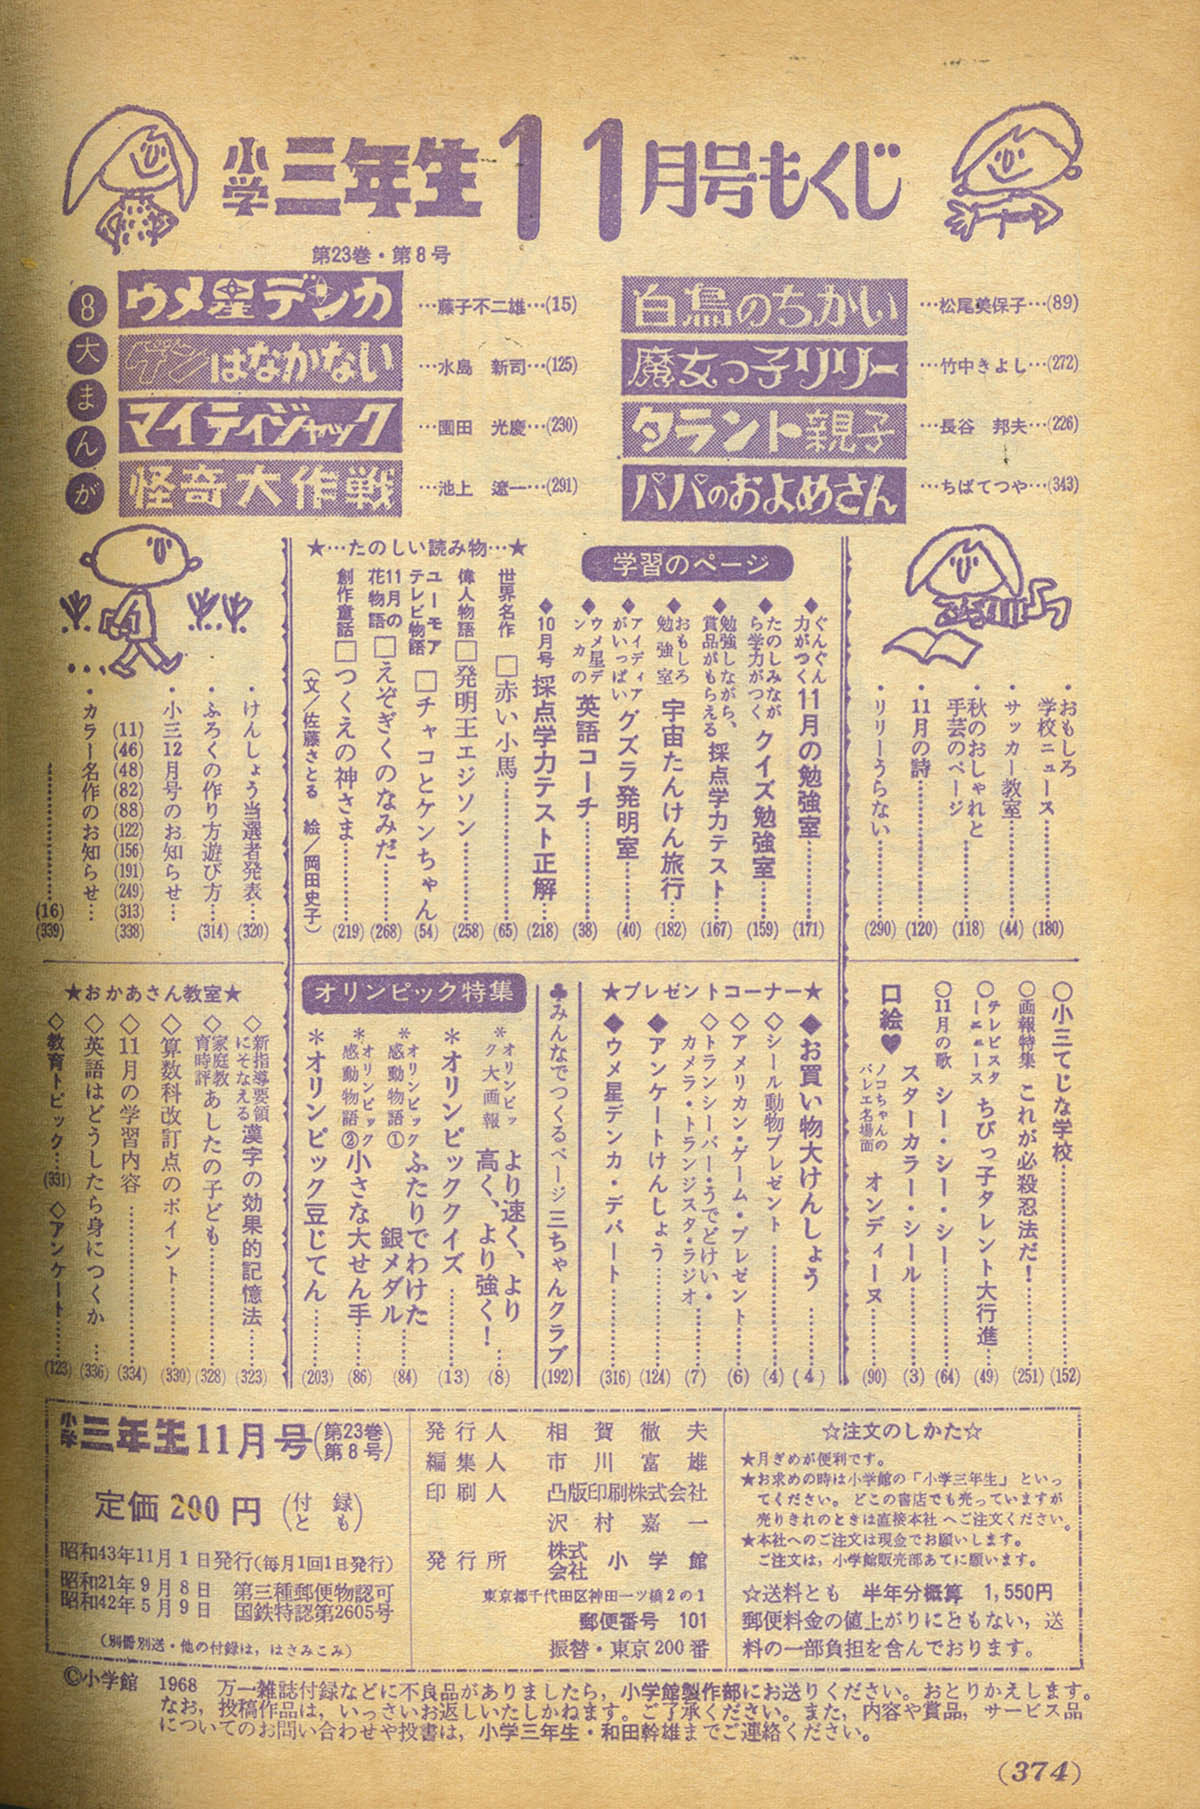 小学三年生11月号もくじ
第23巻・第8号
8大まんが
ウメ星デンカ…藤子不二雄…(15)
ゲンはなかない…水島 新司…(125)
マイティジャック…園田 光慶…(230)
怪奇大作戦…池上 遼一…(291)
白鳥のちかい…松尾美保子…(89)
魔女っ子リリー…竹中きよし…(272)
タラント親子…長谷 邦夫…(226)
パパのおよめさん…ちばてつや…(343)
・おもしろ学校ニュース…(180)
・サッカー教室…(44)
・秋のおしゃれと手芸のページ…(118)
・11月の詩…(120)
・リリーうらない…(290)
学習のページ
◆ぐんぐん力がつく 11月の勉強室…(171)
◆たのしみながら学力がつく クイズ勉強室…(159)
◆勉強しながら、賞品がもらえる 採点学力テスト…(167)
◆おもしろ勉強室 宇宙たんけん旅行…(182)
◆アイディアがいっぱい グズラ発明室…(40)
◆ウメ星デンカの 英語コーチ…(38)
◆10月号 採点学力テスト正解…(218)
★…たのしい読み物…★
世界名作 □赤い小馬…(65)
偉人物語 □発明王エジソン…(258)
ユーモアテレビ物語 □チャコとケンちゃん(54)
11月の花物語 □えぞぎくのなみだ…(268)
創作童話 □つくえの神さま…(219)
(文/佐藤さとる 絵/岡田史子)
・けんしょう当選者発表…(320)
・ふろくの作り方遊び方…(314)
・小三12月号のお知らせ…
(11)(46)(48)(82)(88)(122)(156)(191)(249)(313)(338)
・カラー名作のお知らせ…
…(16)(339)
○小三てじな学校…(152)
○画報特集 これが必殺忍法だ!…(251)
○テレビスターニュース ちびっ子タレント大行進…(49)
○11月の歌 シー・シー・シー…(64)
スターカラー・シール…(3)
口絵♥ ノコちゃんのバレエ名場面 オンディーヌ…(90)
★プレゼントコーナー★
◆お買い物大けんしょう…(4)
◇シール動物プレゼント…(4)
◇アメリカン・ゲーム・プレゼント…(6)
◇トランシーバー・うでどけい・カメラ・トランジスタ・ラジオ…(7)
◆アンケートけんしょう…(124)
◆ウメ星デンカ・デパート…(316)
♣みんなでつくるページ 三ちゃんクラブ(192)
オリンピック特集
*オリンピック大画報 より速く、より高く、より強く!…(8)
*オリンピッククイズ…(13)
*オリンピック感動物語① ふたりでわけた銀メダル…(84)
*オリンピック感動物語② 小さな大せん手…(86)
*オリンピック豆じてん…(203)
★おかあさん教室★
◇新指導要領にそなえる 漢字の効果的記憶法…(323)
◇家庭教育時評 あしたの子ども…(328)
◇算数科改訂点のポイント…(330)
◇11月の学習内容…(334)
◇英語はどうしたら身につくか…(336)
◇教育トピック…(331) ◇アンケート…(123)
小学三年生11月号(第23巻第8号)
定価200円(付録とも)
昭和43年11月1日発行(毎月1回1日発行)
昭和21年9月8日 第三種郵便物認可
昭和42年5月9日 国鉄特認第2605号
(別冊別送・他の付録は,はさみこみ)
発行人 相賀徹夫
編集人 市川富雄
印刷人 凸版印刷株式会社
沢村嘉一
発行所 株式会社 小学館
東京都千代田区神田一ツ橋2の1
郵便番号 101
振替・東京200番
☆注文のしかた☆
★月ぎめが便利です。
★お求めの時は小学館の「小学三年生」といっ
てください。どこの書店でも売っていますが
売りきれのときは直接本社へご注文ください。
★本社へのご注文は現金でお願いします。
ご注文は,小学館販売部あてに願います。
☆送料とも 半年分概算 1,550円
郵便料金の値上がりにともない,送
料の一部負担を含んでおります。
©小学館 1968 万一雑誌付録などに不良品がありましたら,小学館製作部にお送りください。おとりかえします。
なお,投稿作品は,いっさいお返しいたしかねます。ご了承ください。また,内容や賞品,サービス品
についてのお問い合わせや投書は,小学三年生・和田幹雄までご連絡ください。
(374)